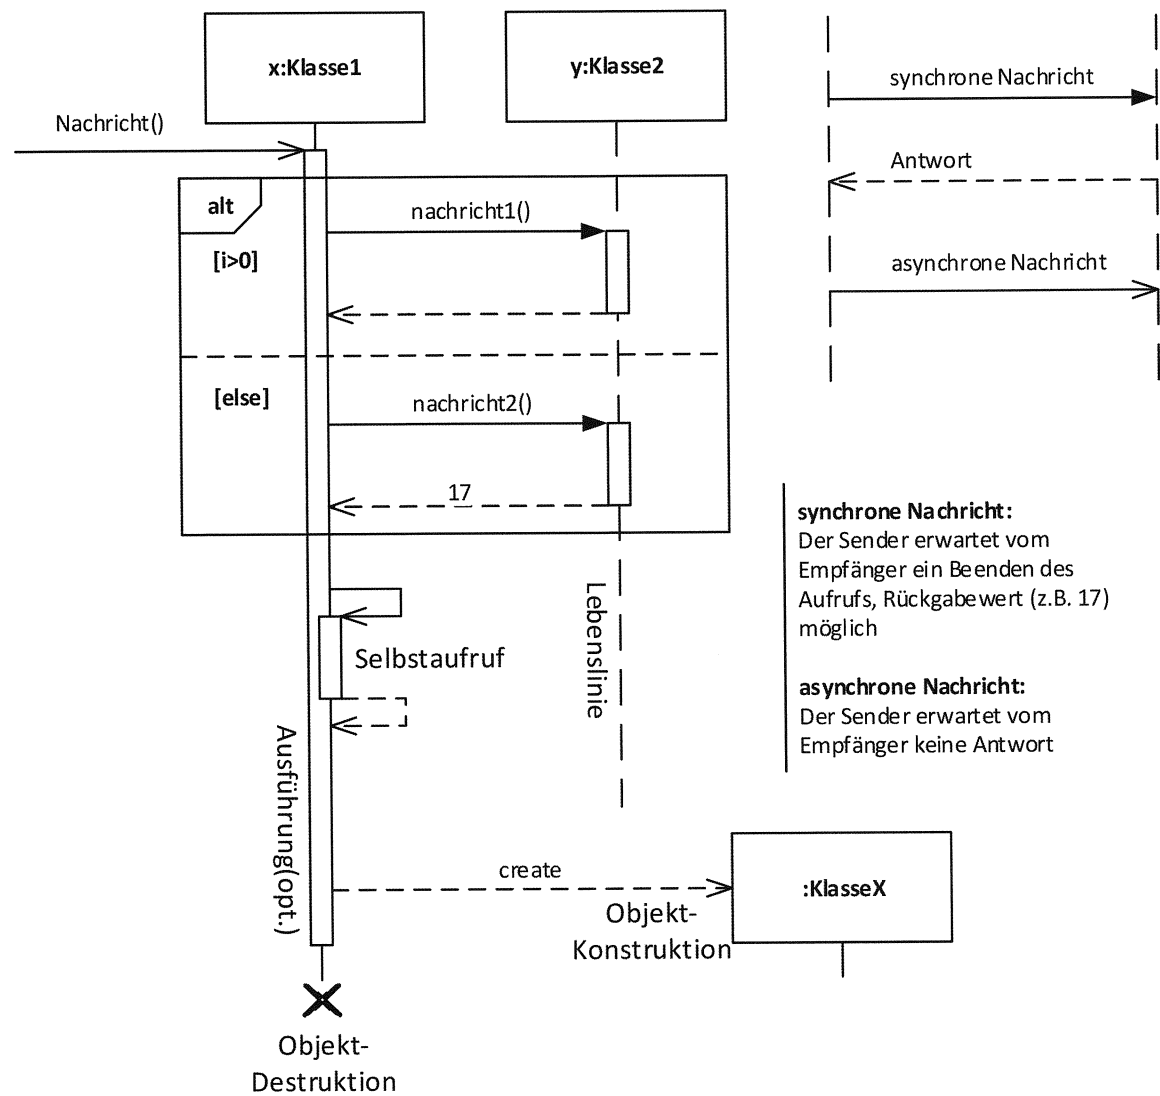 x:Klasse1
y:Klasse2
synchrone Nachricht
Nachricht()
Antwort
alt
nachricht1()
[i>0]
asynchrone Nachricht
[else]
nachricht2()
17
synchrone Nachricht:
Der Sender erwartet vom
Empfänger ein Beenden des
Aufrufs, Rückgabewert (z.B. 17)
möglich
Lebenslinie
Selbstaufruf
asynchrone Nachricht:
Der Sender erwartet vom
Empfänger keine Antwort
Ausführung(opt.)
create
:KlasseX
Objekt-
Konstruktion
Objekt-
Destruktion